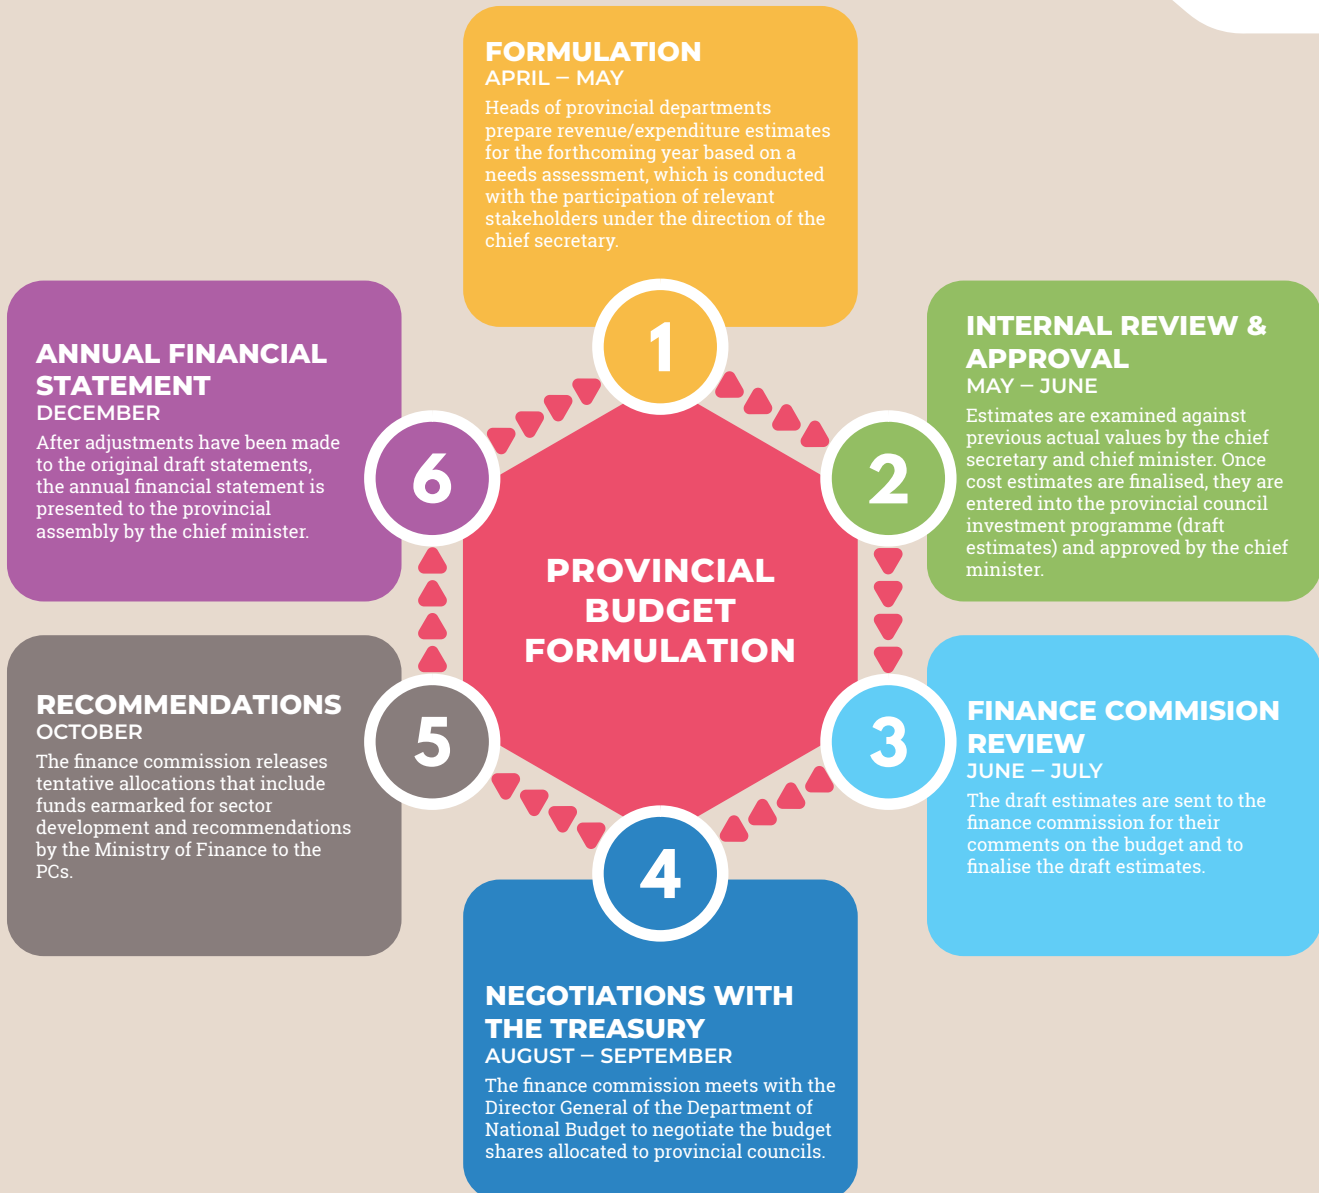 FORMULATION
APRIL – MAY
Heads of provincial departments
prepare revenue/expenditure estimates
for the forthcoming year based on a
needs assessment, which is conducted
with the participation of relevant
stakeholders under the direction of the
chief secretary.
1
INTERNAL REVIEW &
APPROVAL
MAY – JUNE
Estimates are examined against
previous actual values by the chief
secretary and chief minister. Once
cost estimates are finalised, they are
entered into the provincial council
investment programme (draft
estimates) and approved by the chief
minister.
2
FINANCE COMMISION
REVIEW
JUNE – JULY
The draft estimates are sent to the
finance commission for their
comments on the budget and to
finalise the draft estimates.
3
4
NEGOTIATIONS WITH
THE TREASURY
AUGUST – SEPTEMBER
The finance commission meets with the
Director General of the Department of
National Budget to negotiate the budget
shares allocated to provincial councils.
RECOMMENDATIONS
OCTOBER
The finance commission releases
tentative allocations that include
funds earmarked for sector
development and recommendations
by the Ministry of Finance to the
PCs.
5
ANNUAL FINANCIAL
STATEMENT
DECEMBER
After adjustments have been made
to the original draft statements,
the annual financial statement is
presented to the provincial
assembly by the chief minister.
6
PROVINCIAL
BUDGET
FORMULATION